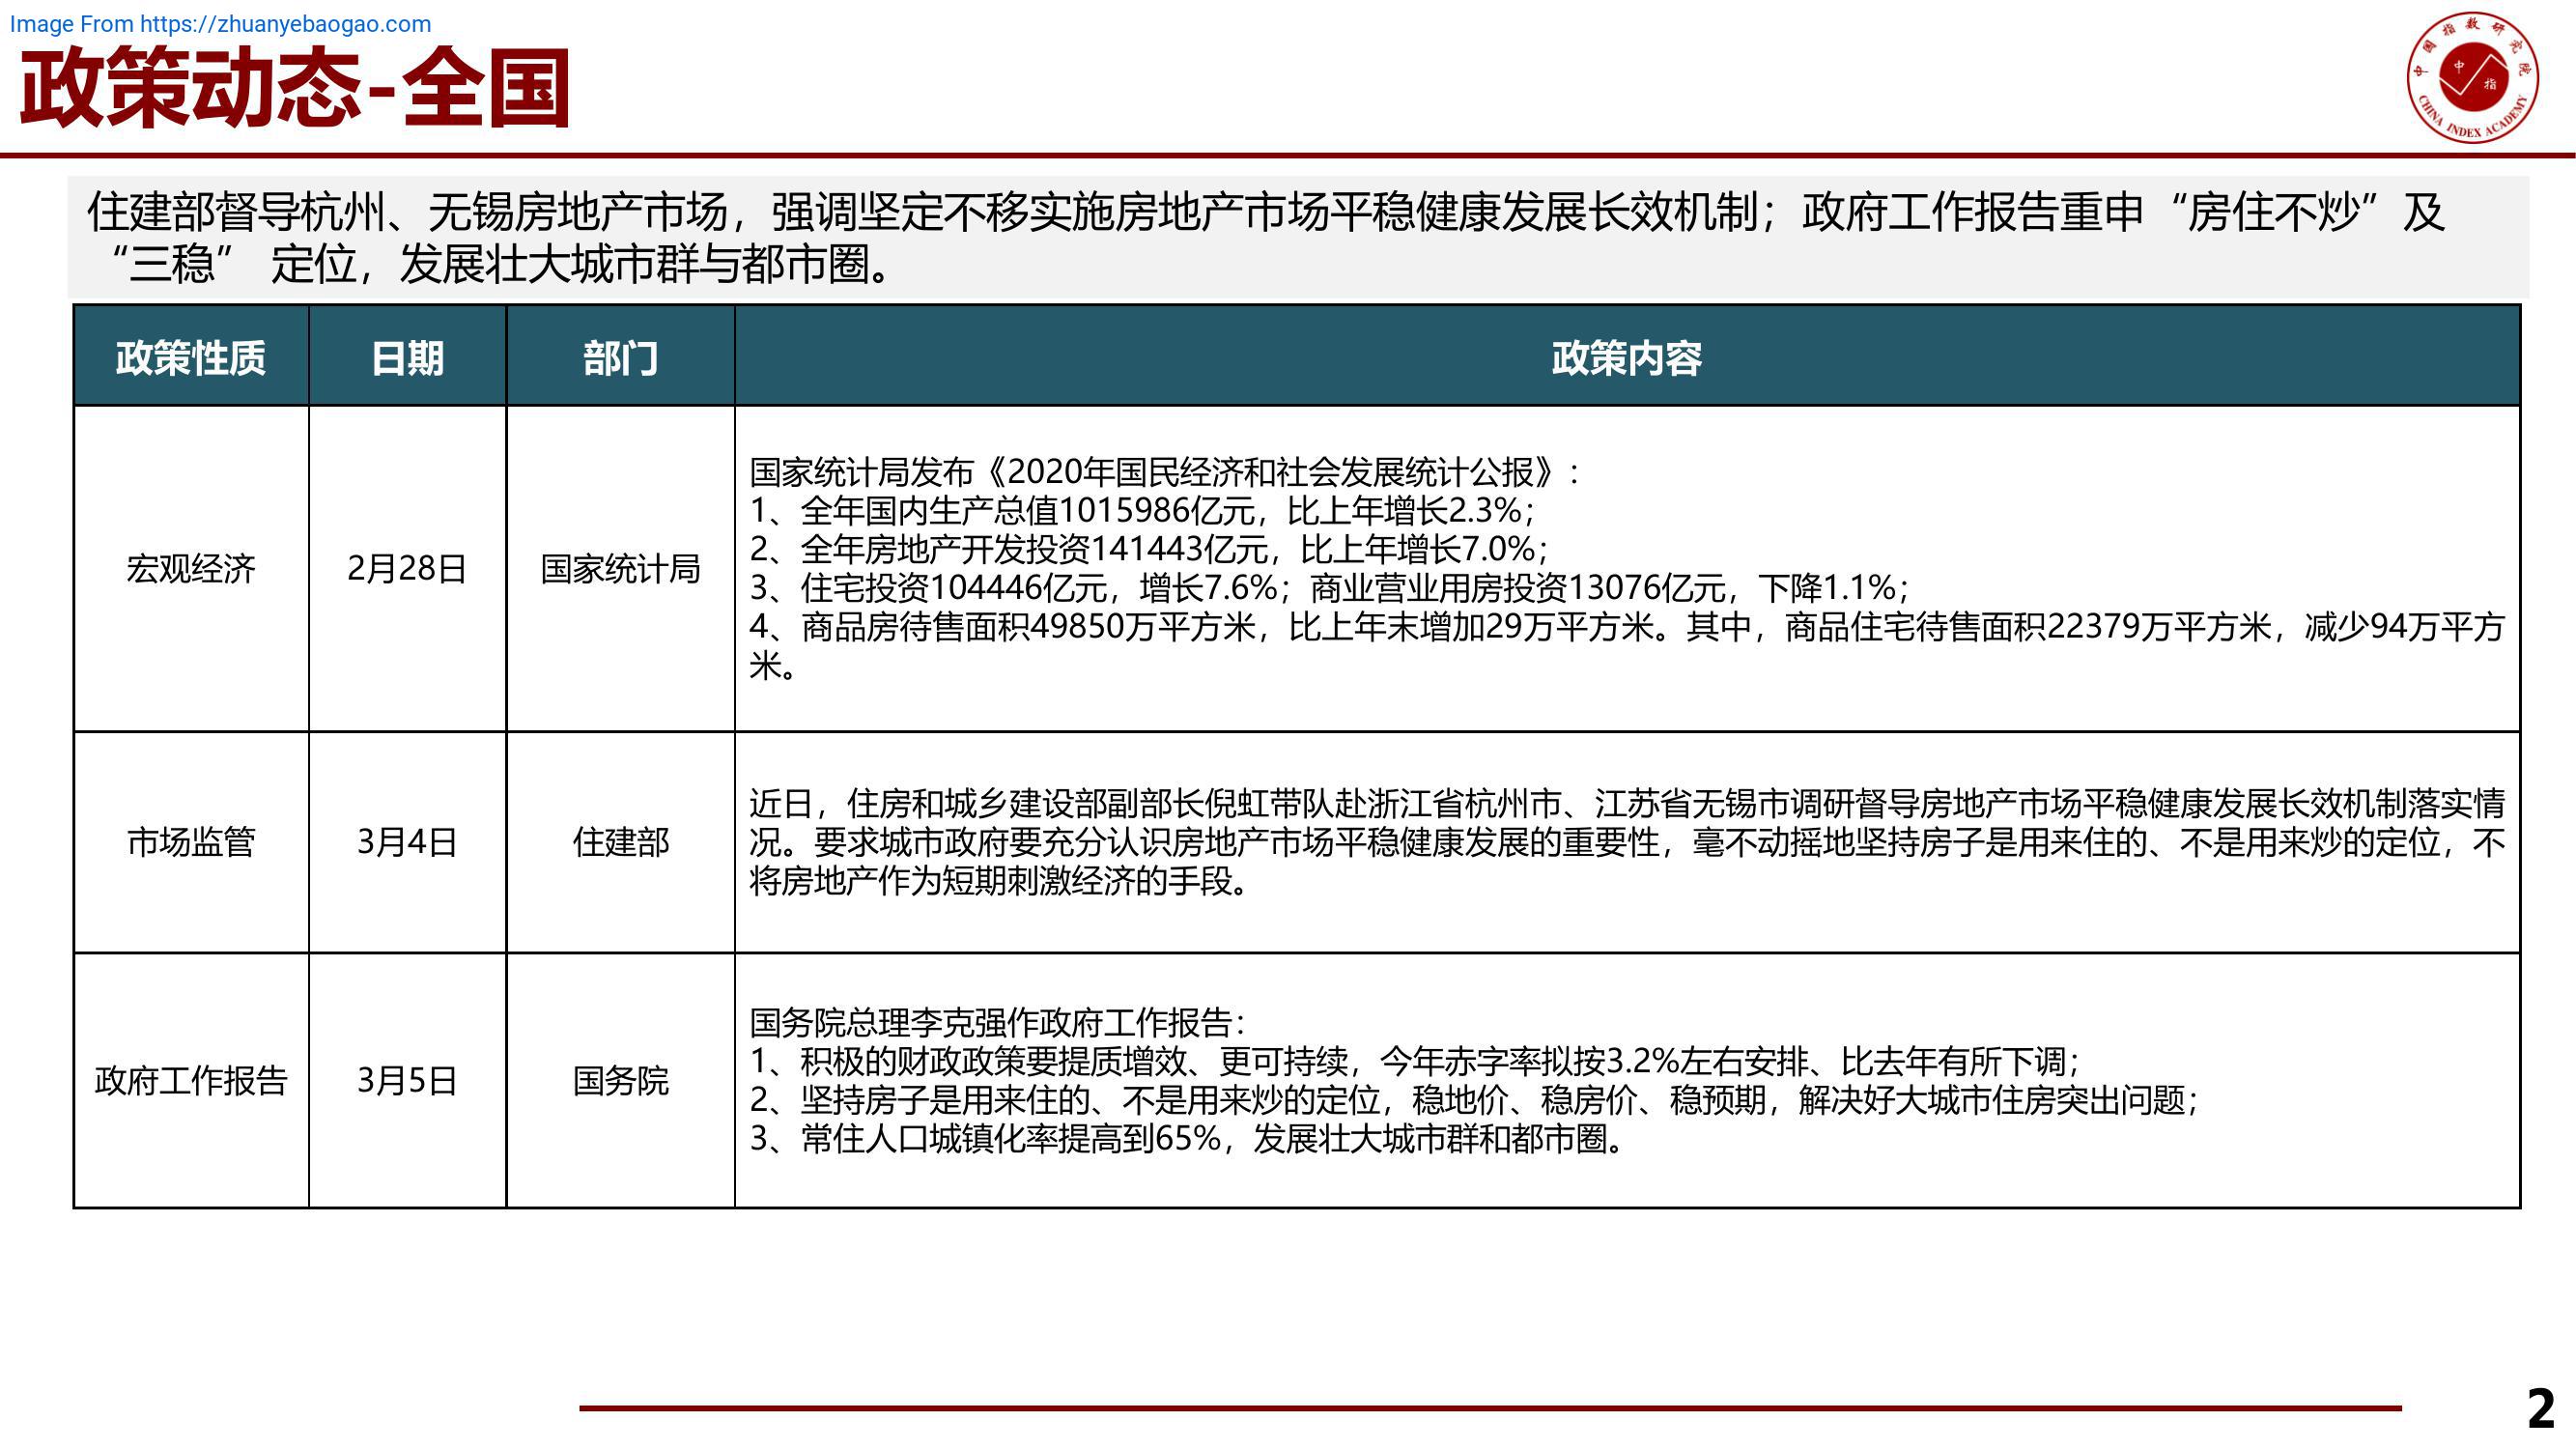 Image From https://zhuanyebaogao.com
政策动态-全国
中国指数研究院
中指
CHINA INDEX ACADEMY
住建部督导杭州、无锡房地产市场，强调坚定不移实施房地产市场平稳健康发展长效机制；政府工作报告重申“房住不炒”及
“三稳” 定位，发展壮大城市群与都市圈。
政策性质 日期 部门 政策内容
宏观经济 2月28日 国家统计局
国家统计局发布《2020年国民经济和社会发展统计公报》：
1、全年国内生产总值1015986亿元，比上年增长2.3%；
2、全年房地产开发投资141443亿元，比上年增长7.0%；
3、住宅投资104446亿元，增长7.6%；商业营业用房投资13076亿元，下降1.1%；
4、商品房待售面积49850万平方米，比上年末增加29万平方米。其中，商品住宅待售面积22379万平方米，减少94万平方
米。
市场监管 3月4日 住建部
近日，住房和城乡建设部副部长倪虹带队赴浙江省杭州市、江苏省无锡市调研督导房地产市场平稳健康发展长效机制落实情
况。要求城市政府要充分认识房地产市场平稳健康发展的重要性，毫不动摇地坚持房子是用来住的、不是用来炒的定位，不
将房地产作为短期刺激经济的手段。
政府工作报告 3月5日 国务院
国务院总理李克强作政府工作报告：
1、积极的财政政策要提质增效、更可持续，今年赤字率拟按3.2%左右安排、比去年有所下调；
2、坚持房子是用来住的、不是用来炒的定位，稳地价、稳房价、稳预期，解决好大城市住房突出问题；
3、常住人口城镇化率提高到65%，发展壮大城市群和都市圈。
2